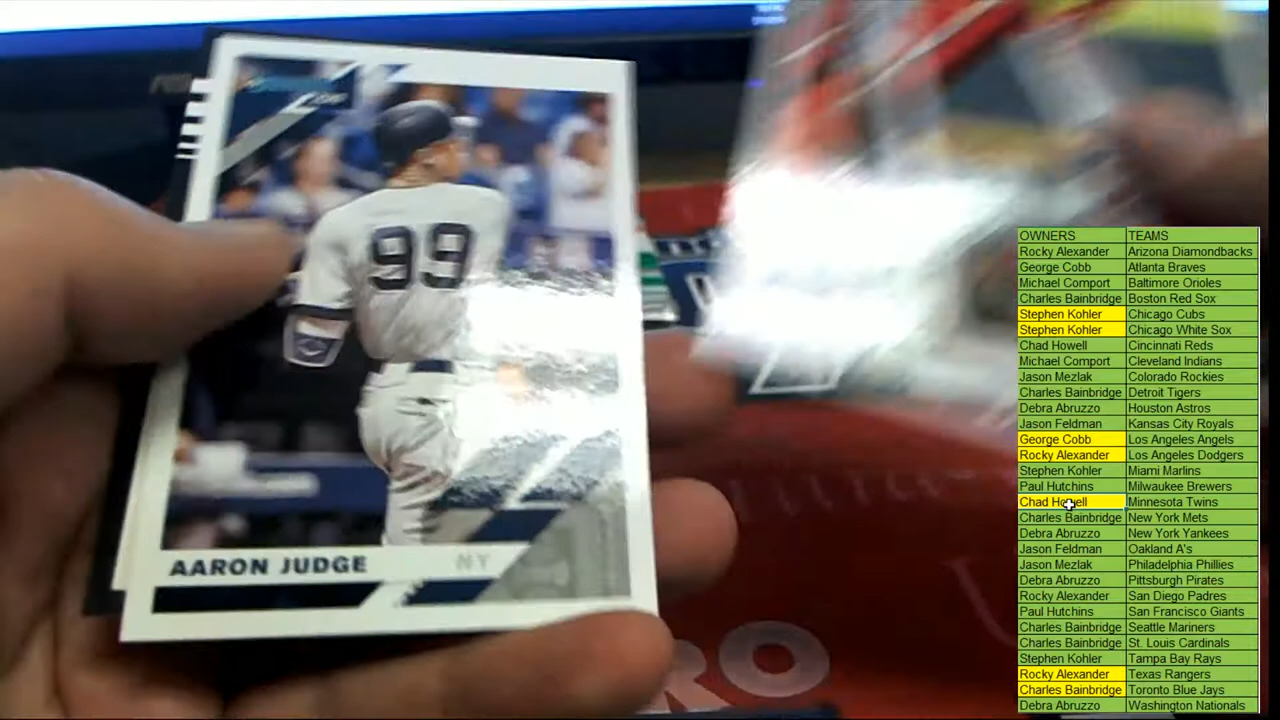 99
AARON JUDGE NY
RO
OWNERS TEAMS
Rocky Alexander Arizona Diamondbacks
George Cobb Atlanta Braves
Michael Comport Baltimore Orioles
Charles Bainbridge Boston Red Sox
Stephen Kohler Chicago Cubs
Stephen Kohler Chicago White Sox
Chad Howell Cincinnati Reds
Michael Comport Cleveland Indians
Jason Mezlak Colorado Rockies
Charles Bainbridge Detroit Tigers
Debra Abruzzo Houston Astros
Jason Feldman Kansas City Royals
George Cobb Los Angeles Angels
Rocky Alexander Los Angeles Dodgers
Stephen Kohler Miami Marlins
Paul Hutchins Milwaukee Brewers
Chad Howell Minnesota Twins
Charles Bainbridge New York Mets
Debra Abruzzo New York Yankees
Jason Feldman Oakland A's
Jason Mezlak Philadelphia Phillies
Debra Abruzzo Pittsburgh Pirates
Rocky Alexander San Diego Padres
Paul Hutchins San Francisco Giants
Charles Bainbridge Seattle Mariners
Charles Bainbridge St. Louis Cardinals
Stephen Kohler Tampa Bay Rays
Rocky Alexander Texas Rangers
Charles Bainbridge Toronto Blue Jays
Debra Abruzzo Washington Nationals